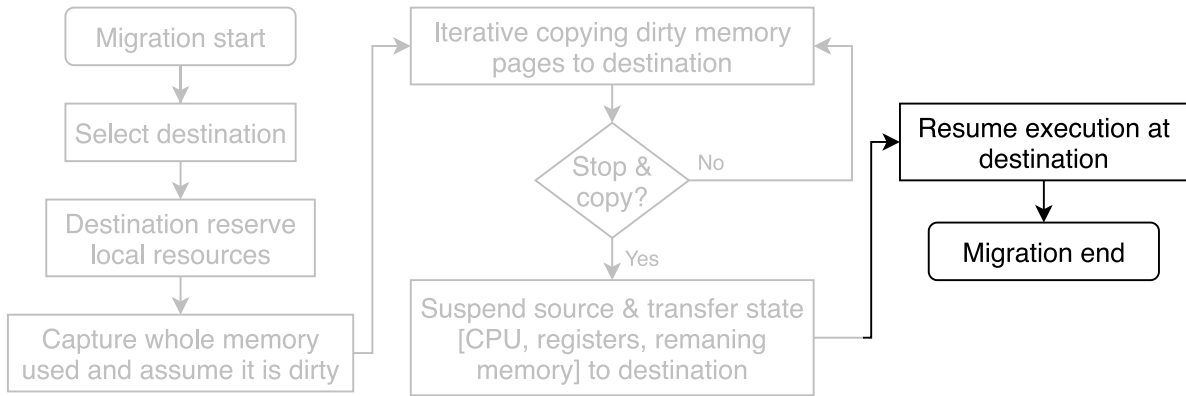 Migration start
Select destination
Destination reserve
local resources
Capture whole memory
used and assume it is dirty
Iterative copying dirty memory
pages to destination
Stop &
copy?
No
Yes
Suspend source & transfer state
[CPU, registers, remaning
memory] to destination
Resume execution at
destination
Migration end